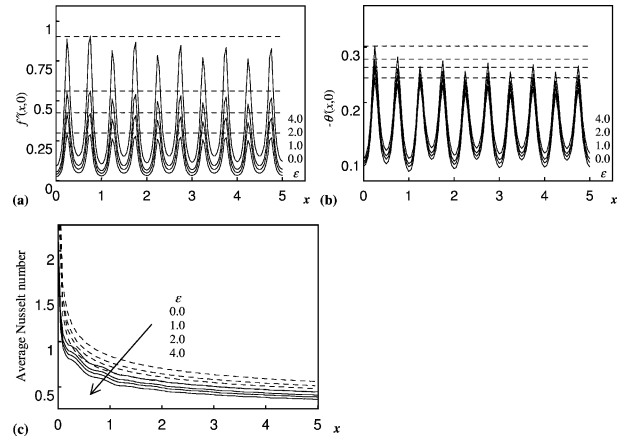 1
0.75
0.5
0.25
0
f''(x,0)
4.0
2.0
1.0
0.0
ε
0 1 2 3 4 5 x
(a)
0.3
0.2
0.1
-θ'(x,0)
4.0
2.0
1.0
0.0
ε
0 1 2 3 4 5 x
(b)
2
1.5
1
0.5
Average Nusselt number
ε
0.0
1.0
2.0
4.0
0 1 2 3 4 5 x
(c)